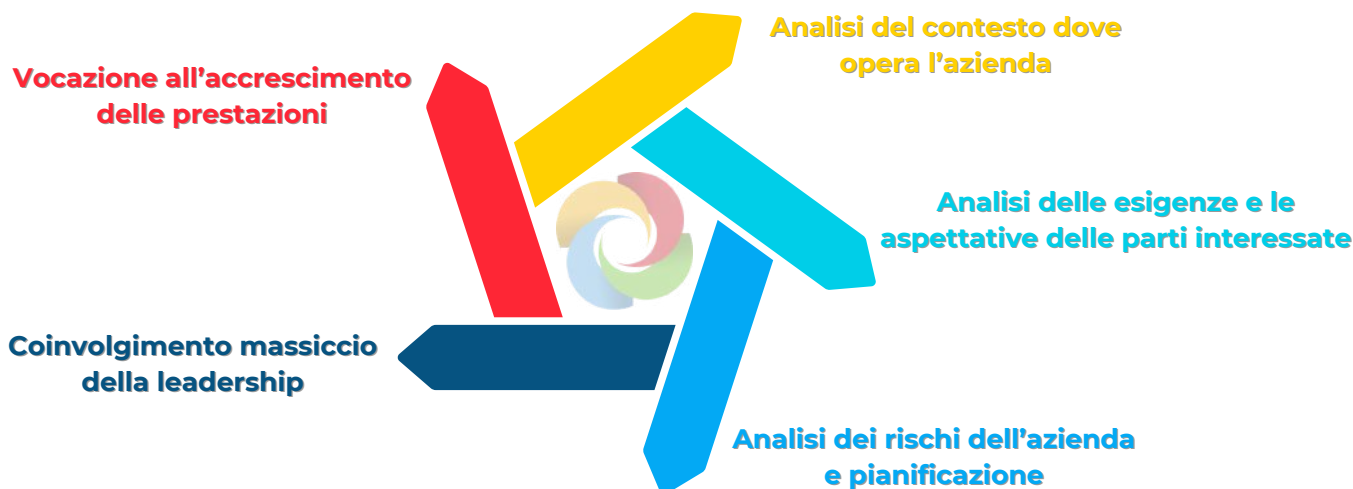 Analisi del contesto dove
opera l’azienda
Analisi delle esigenze e le
aspettative delle parti interessate
Analisi dei rischi dell’azienda
e pianificazione
Coinvolgimento massiccio
della leadership
Vocazione all’accrescimento
delle prestazioni